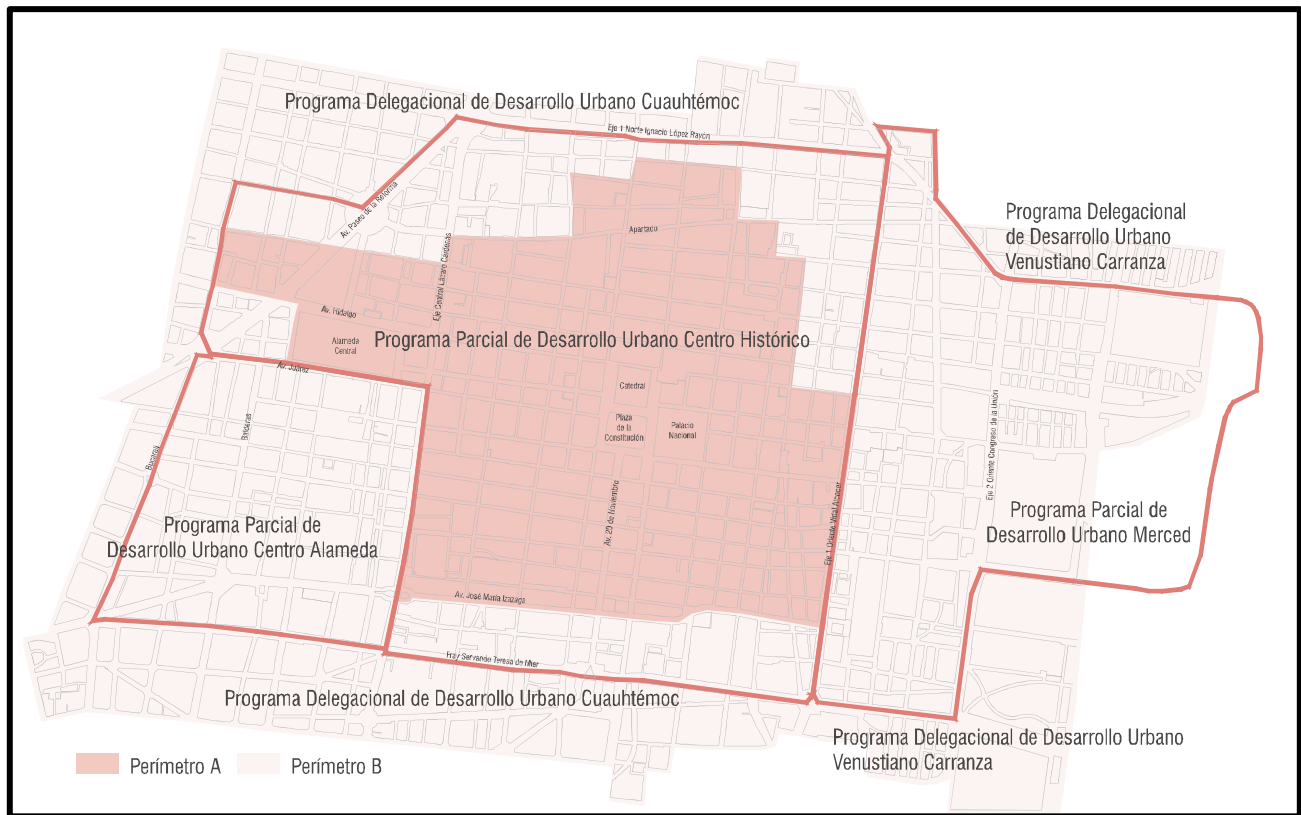 Programa Delegacional de Desarrollo Urbano Cuauhtémoc
Eje 1 Norte Ignacio López Rayón
Av. Paseo de la Reforma
Programa Delegacional
de Desarrollo Urbano
Venustiano Carranza
Apartado
Eje Central Lázaro Cárdenas
Av. Hidalgo
Alameda
Central
Programa Parcial de Desarrollo Urbano Centro Histórico
Av. Juárez
Catedral
Plaza
de la
Constitución
Palacio
Nacional
Balderas
Bucareli
Eje 2 Oriente Congreso de la Unión
Av. 20 de Noviembre
Eje 1 Oriente Vidal Alcocer
Programa Parcial de
Desarrollo Urbano Merced
Programa Parcial de
Desarrollo Urbano Centro Alameda
Av. José María Izazaga
Fray Servando Teresa de Mier
Programa Delegacional de Desarrollo Urbano Cuauhtémoc
Programa Delegacional de Desarrollo Urbano
Venustiano Carranza
Perímetro A
Perímetro B